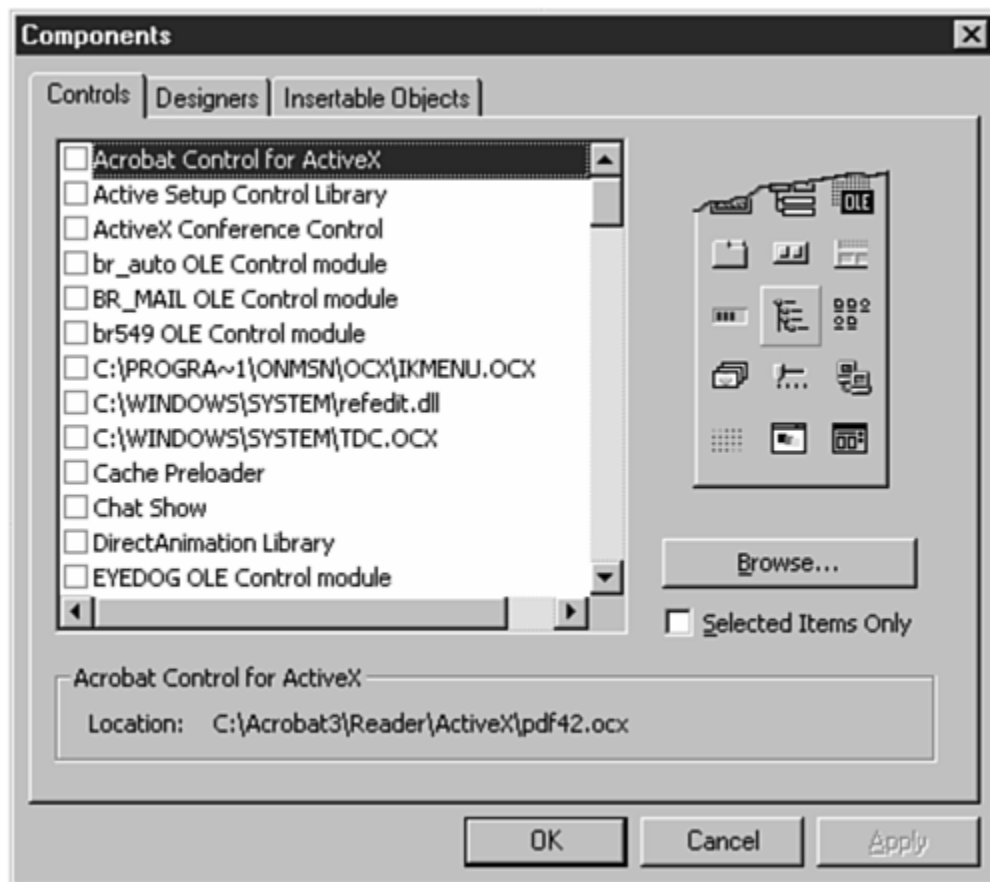 Components
Controls Designers Insertable Objects
Acrobat Control for ActiveX
Active Setup Control Library
ActiveX Conference Control
br_auto OLE Control module
BR_MAIL OLE Control module
br549 OLE Control module
C:\PROGRA~1\ONMSN\OCX\IKMENU.OCX
C:\WINDOWS\SYSTEM\refedit.dll
C:\WINDOWS\SYSTEM\TDC.OCX
Cache Preloader
Chat Show
DirectAnimation Library
EYEDOG OLE Control module
OLE
Browse...
Selected Items Only
Acrobat Control for ActiveX
Location: C:\Acrobat3\Reader\ActiveX\pdf42.ocx
OK Cancel Apply